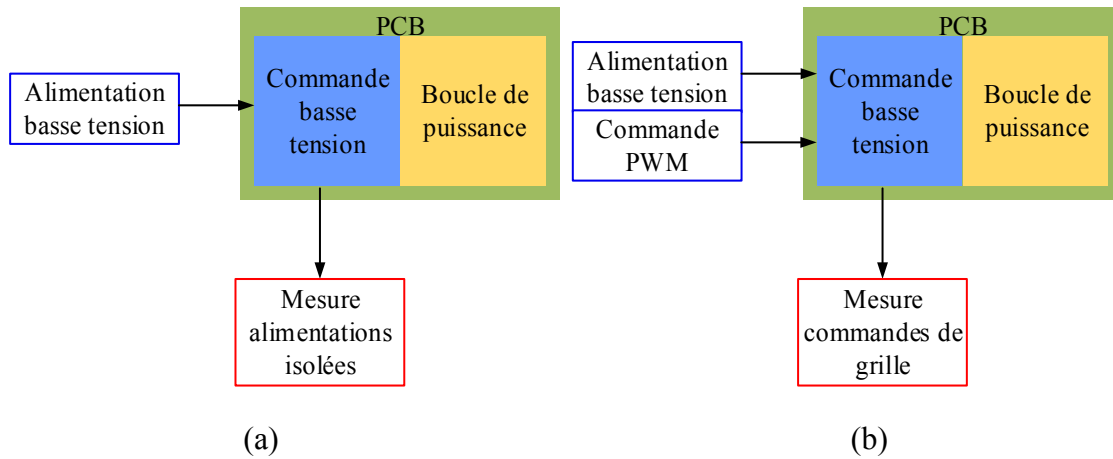 PCB
Alimentation
basse tension
Commande
basse
tension
Boucle de
puissance
Mesure
alimentations
isolées
(a)
PCB
Alimentation
basse tension
Commande
PWM
Commande
basse
tension
Boucle de
puissance
Mesure
commandes de
grille
(b)